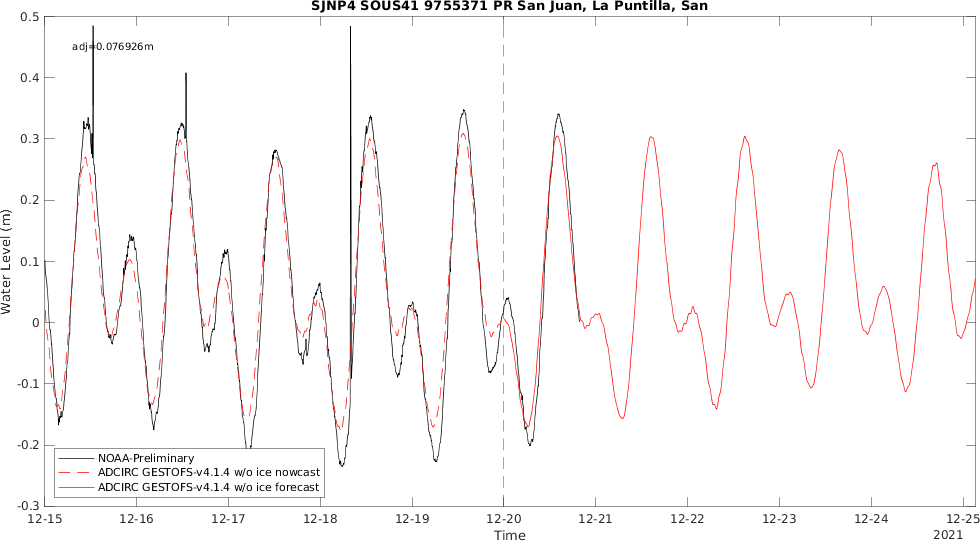 SJNP4 SOUS41 9755371 PR San Juan, La Puntilla, San
adj=0.076926m
0.5
0.4
0.3
0.2
0.1
0
-0.1
-0.2
-0.3
Water Level (m)
NOAA-Preliminary
ADCIRC GESTOFS-v4.1.4 w/o ice nowcast
ADCIRC GESTOFS-v4.1.4 w/o ice forecast
12-15 12-16 12-17 12-18 12-19 12-20 12-21 12-22 12-23 12-24 12-25
Time
2021